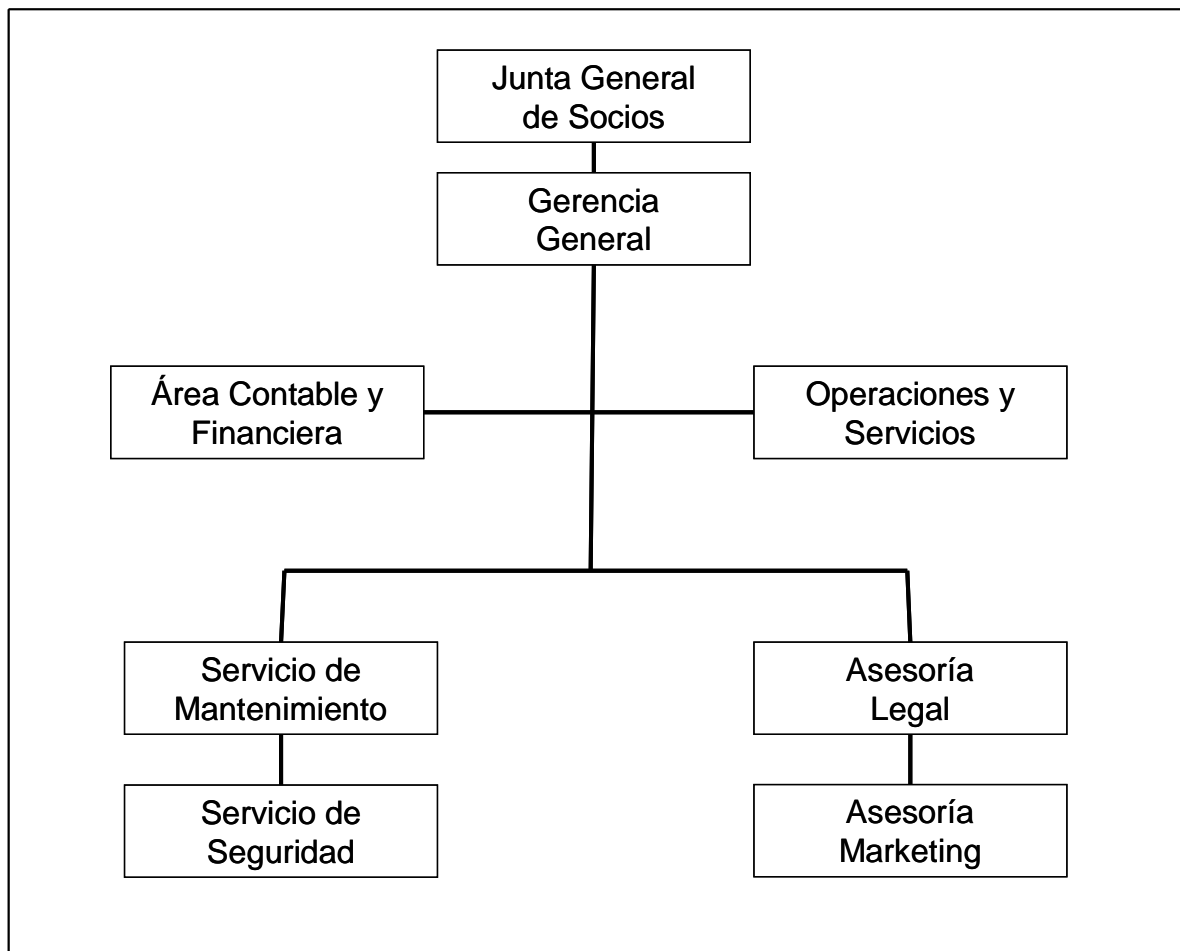 Junta General
de Socios
Gerencia
General
Área Contable y
Financiera
Operaciones y
Servicios
Servicio de
Mantenimiento
Asesoría
Legal
Servicio de
Seguridad
Asesoría
Marketing